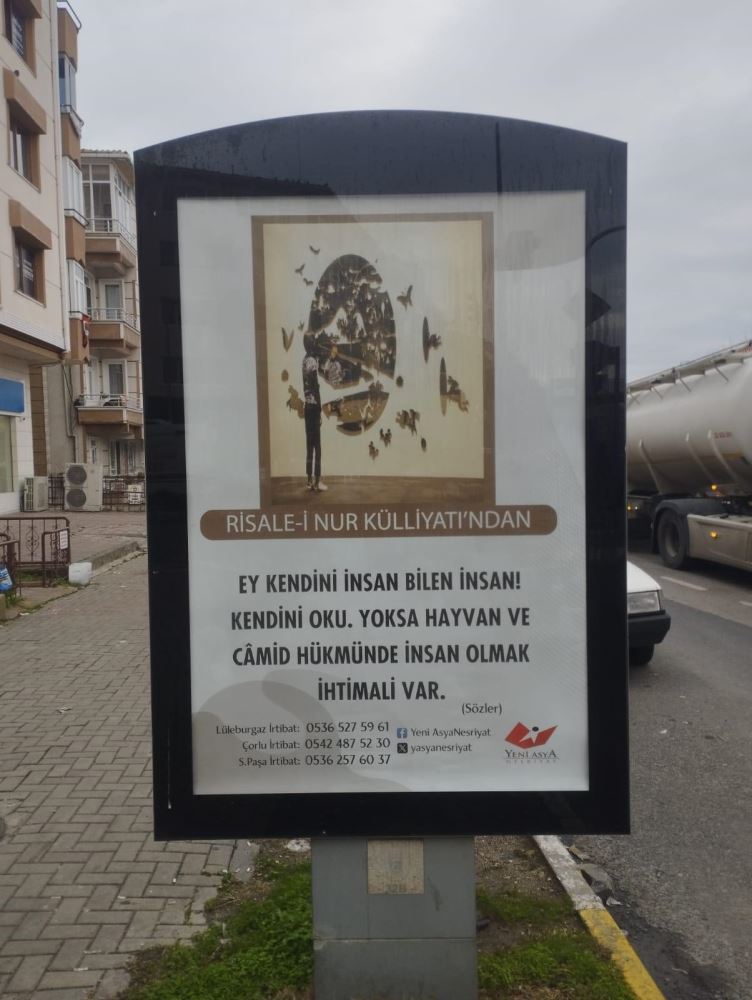 RİSALE-İ NUR KÜLLİYATI'NDAN
EY KENDİNİ İNSAN BİLEN İNSAN!
KENDİNİ OKU. YOKSA HAYVAN VE
CÂMİD HÜKMÜNDE İNSAN OLMAK
İHTİMALİ VAR.
(Sözler)
Lüleburgaz İrtibat: 0536 527 59 61
Çorlu İrtibat: 0542 487 52 30
S.Paşa İrtibat: 0536 257 60 37
Yeni AsyaNesriyat
yasyanesriyat
YENİ ASYA
NEŞRİYAT